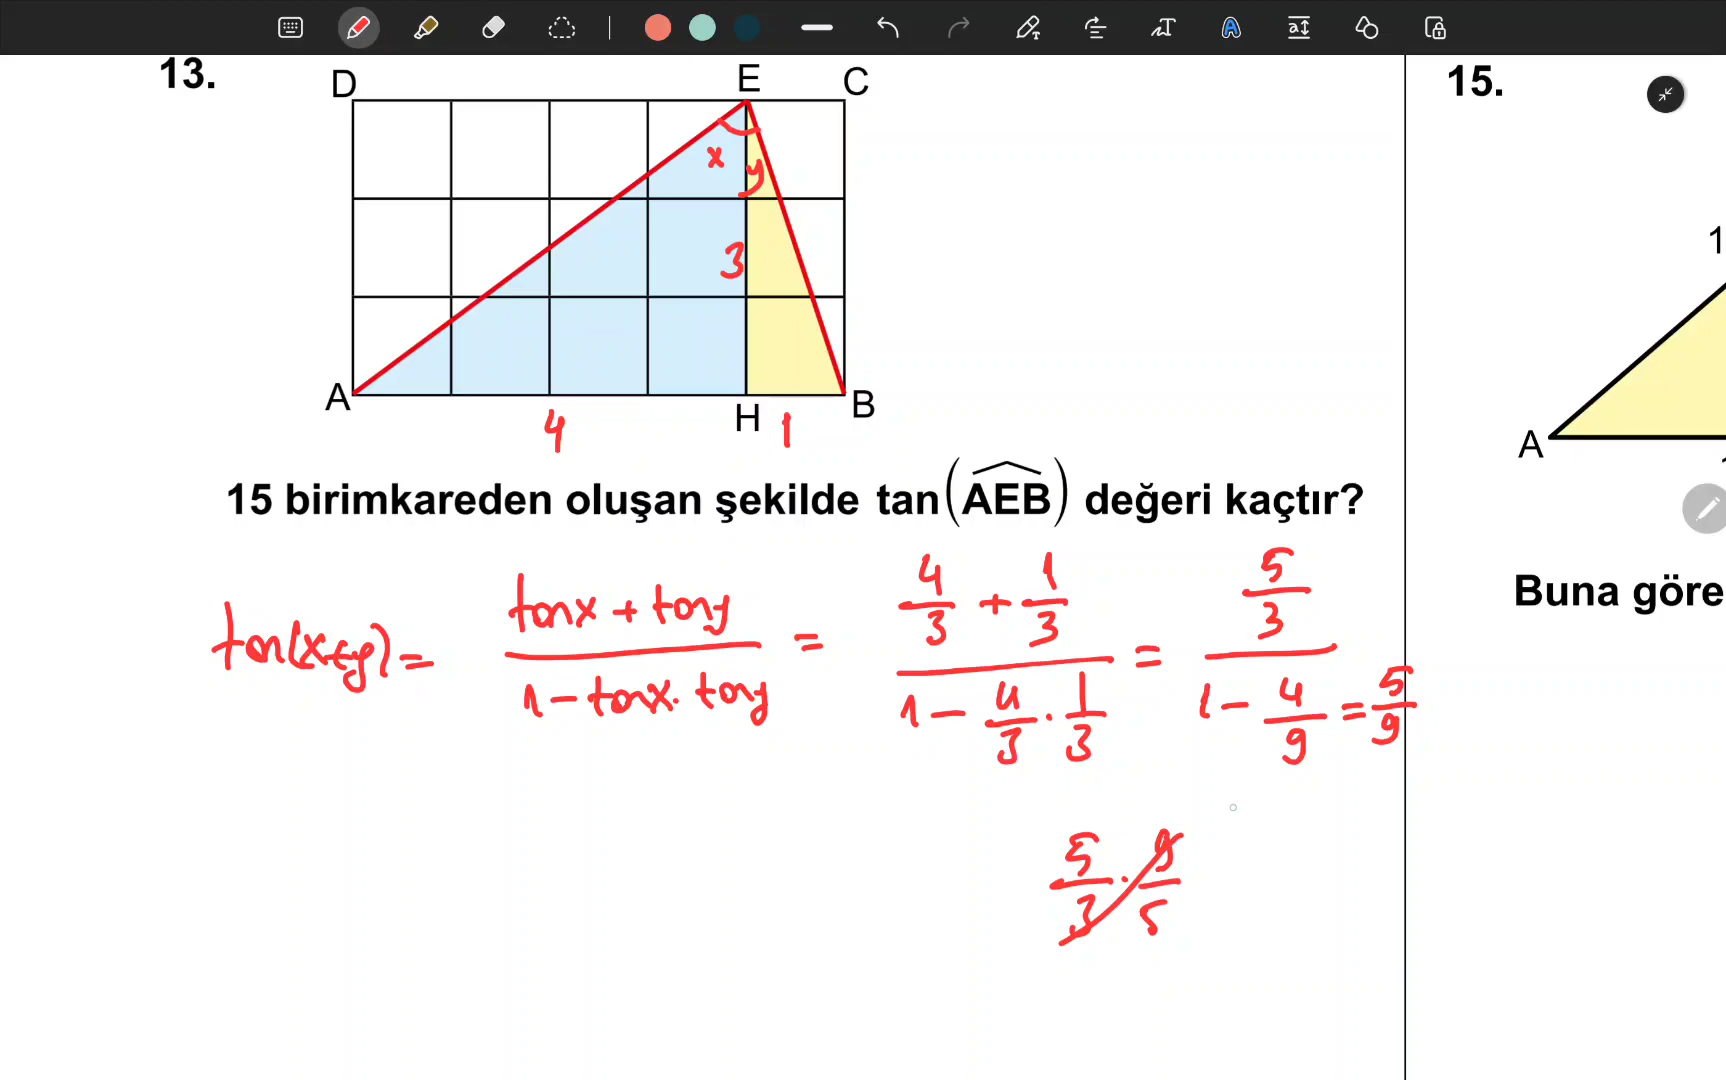 13.
D E C
x y
3
A H B
4 1
15 birimkareden oluşan şekilde tan(AEB) değeri kaçtır?
tan(x+y) = tanx + tany / 1 - tanx . tany = 4/3 + 1/3 / 1 - 4/3 . 1/3 = 5/3 / 1 - 4/9 = 5/9
5/3 . 9/5
15.
1
A
Buna göre